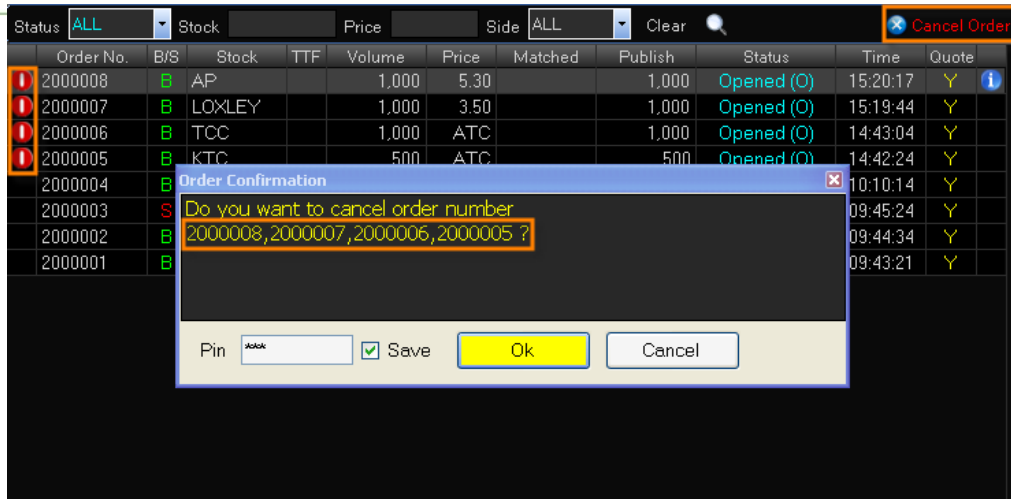 Status ALL Stock Price Side ALL Clear Cancel Order
Order No. B/S Stock TTF Volume Price Matched Publish Status Time Quote
2000008 B AP 1,000 5.30 1,000 Opened (O) 15:20:17 Y
2000007 B LOXLEY 1,000 3.50 1,000 Opened (O) 15:19:44 Y
2000006 B TCC 1,000 ATC 1,000 Opened (O) 14:43:04 Y
2000005 B KTC 500 ATC 500 Opened (O) 14:42:24 Y
2000004 B 10:10:14 Y
2000003 S 09:45:24 Y
2000002 B 09:44:34 Y
2000001 B 09:43:21 Y
Order Confirmation
Do you want to cancel order number
2000008,2000007,2000006,2000005 ?
Pin *** Save Ok Cancel